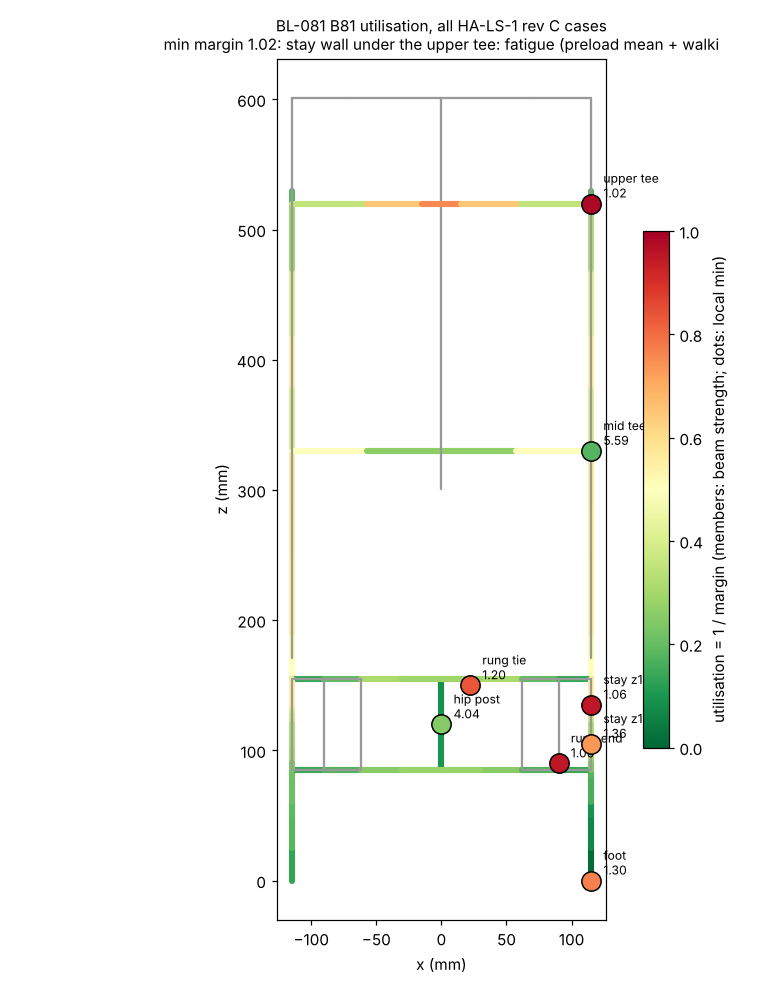 BL-081 B81 utilisation, all HA-LS-1 rev C cases
min margin 1.02: stay wall under the upper tee: fatigue (preload mean + walki
600
500
400
300
200
100
0
z (mm)
−100
−50
0
50
100
x (mm)
upper tee
1.02
mid tee
5.59
rung tie
1.20
hip post
4.04
stay z1
1.06
stay z1
1.36
end
foot
1.30
1.0
0.8
0.6
0.4
0.2
0.0
utilisation = 1 / margin (members: beam strength; dots: local min)